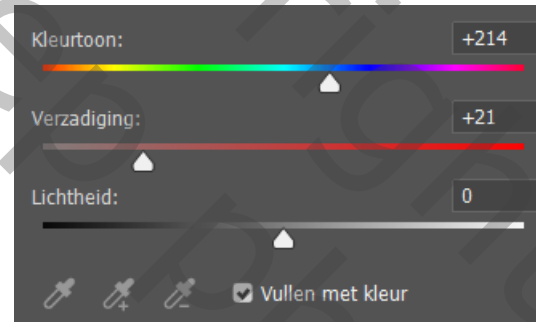 Kleurtoon: +214
Verzadiging: +21
Lichtheid: 0
Vullen met kleur